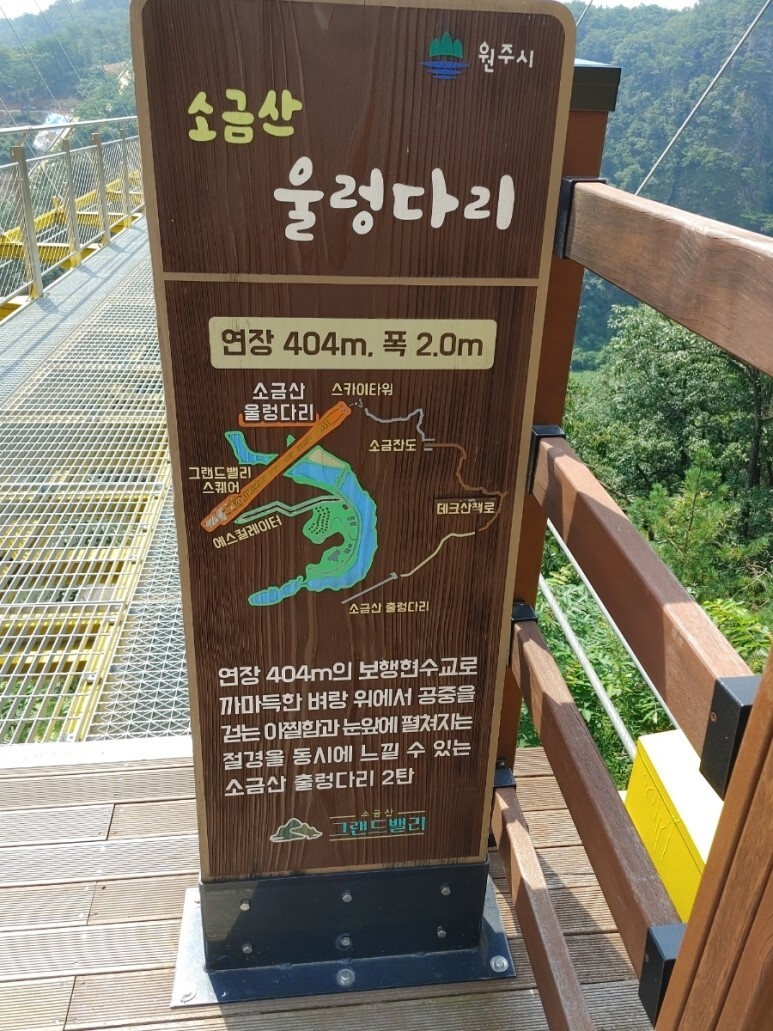 원주시
소금산
울렁다리
연장 404m, 폭 2.0m
소금산
울렁다리
스카이타워
소금잔도
그랜드밸리
스퀘어
데크산책로
에스컬레이터
소금산 출렁다리
연장 404m의 보행현수교로
까마득한 벼랑 위에서 공중을
걷는 아찔함과 눈앞에 펼쳐지는
절경을 동시에 느낄 수 있는
소금산 출렁다리 2탄
소금산
그랜드밸리